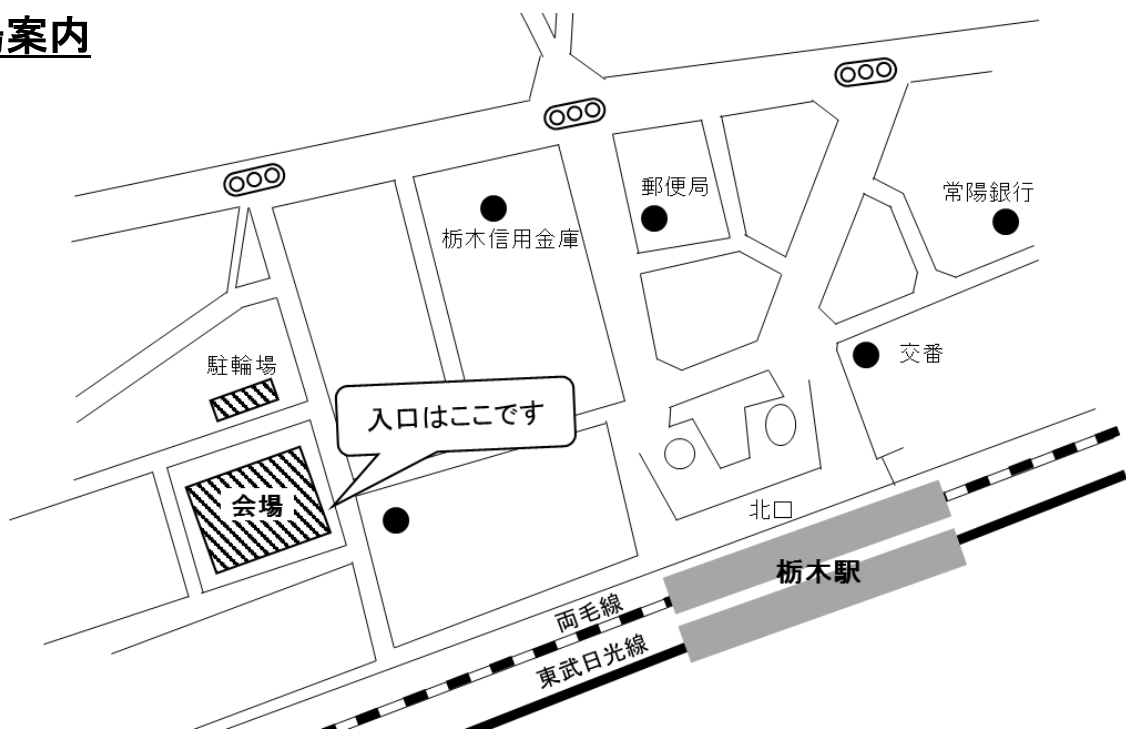 案内
郵便局
常陽銀行
栃木信用金庫
交番
駐輪場
入口はここです
会場
北口
栃木駅
両毛線
東武日光線